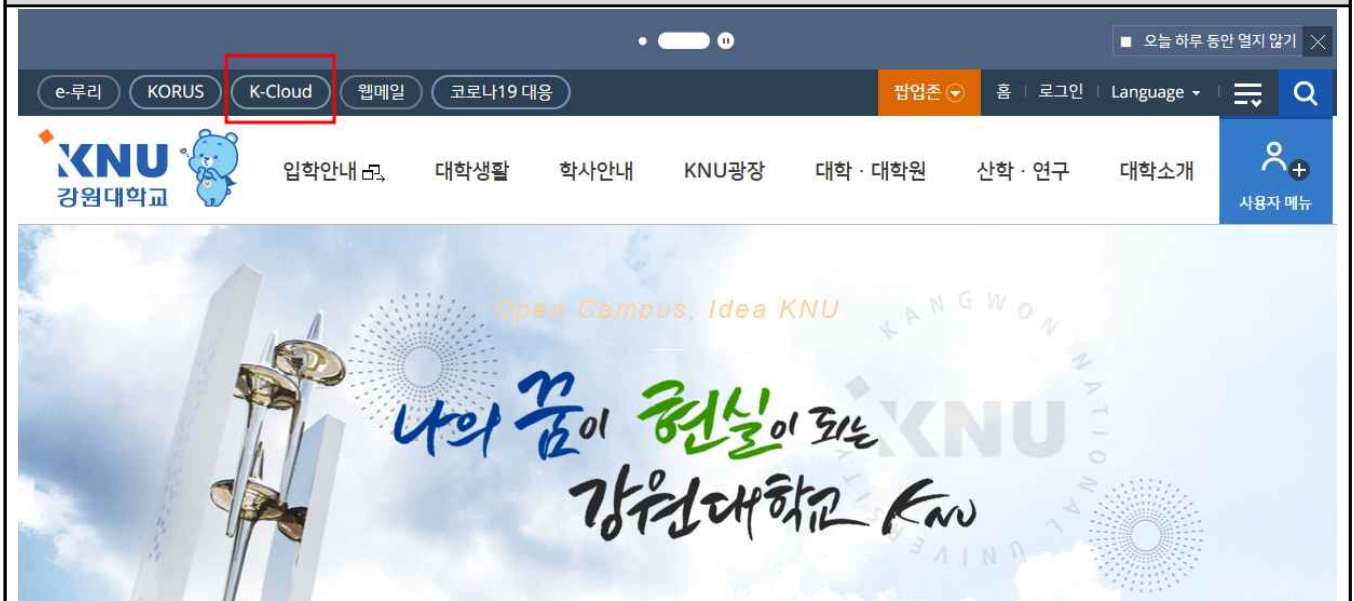 오늘 하루 동안 열지 않기
e-루리 KORUS K-Cloud 웹메일 코로나19 대응 팝업존 홈 로그인 Language
KNU 강원대학교
입학안내 대학생활 학사안내 KNU광장 대학 · 대학원 산학 · 연구 대학소개 사용자 메뉴
Open Campus, Idea KNU
KANGWON NATIONAL UNIVERSITY
KNU
나의 꿈이 현실이 되는
강원대학교 KNU